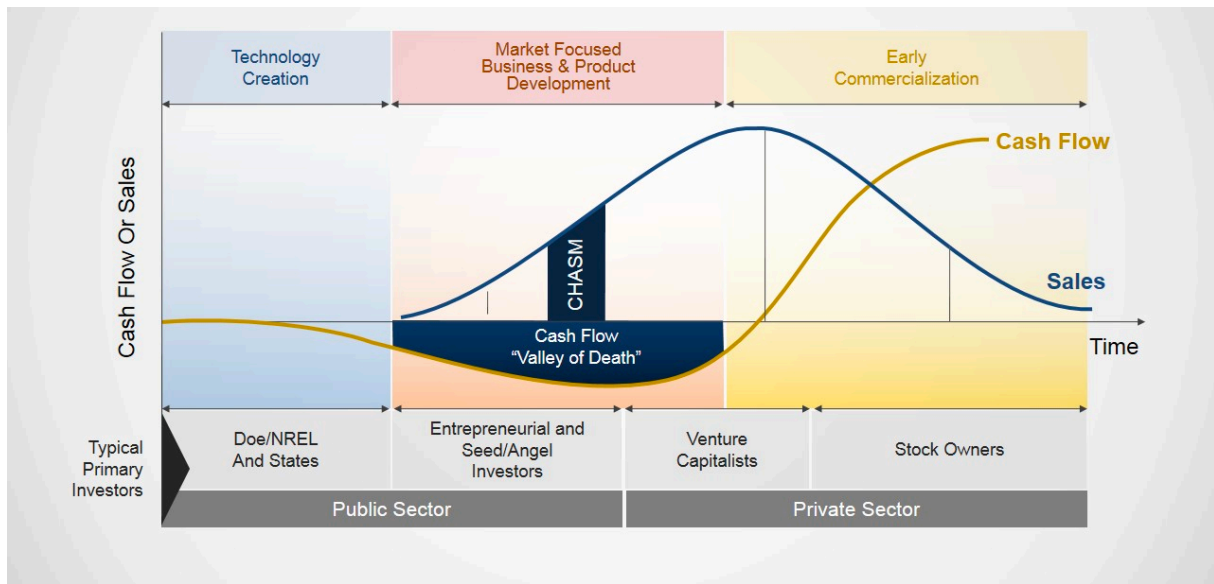 Technology
Creation
Market Focused
Business & Product
Development
Early
Commercialization
Cash Flow Or Sales
Cash Flow
CHASM
Sales
Cash Flow
“Valley of Death”
Time
Typical
Primary
Investors
Doe/NREL
And States
Entrepreneurial and
Seed/Angel
Investors
Venture
Capitalists
Stock Owners
Public Sector
Private Sector